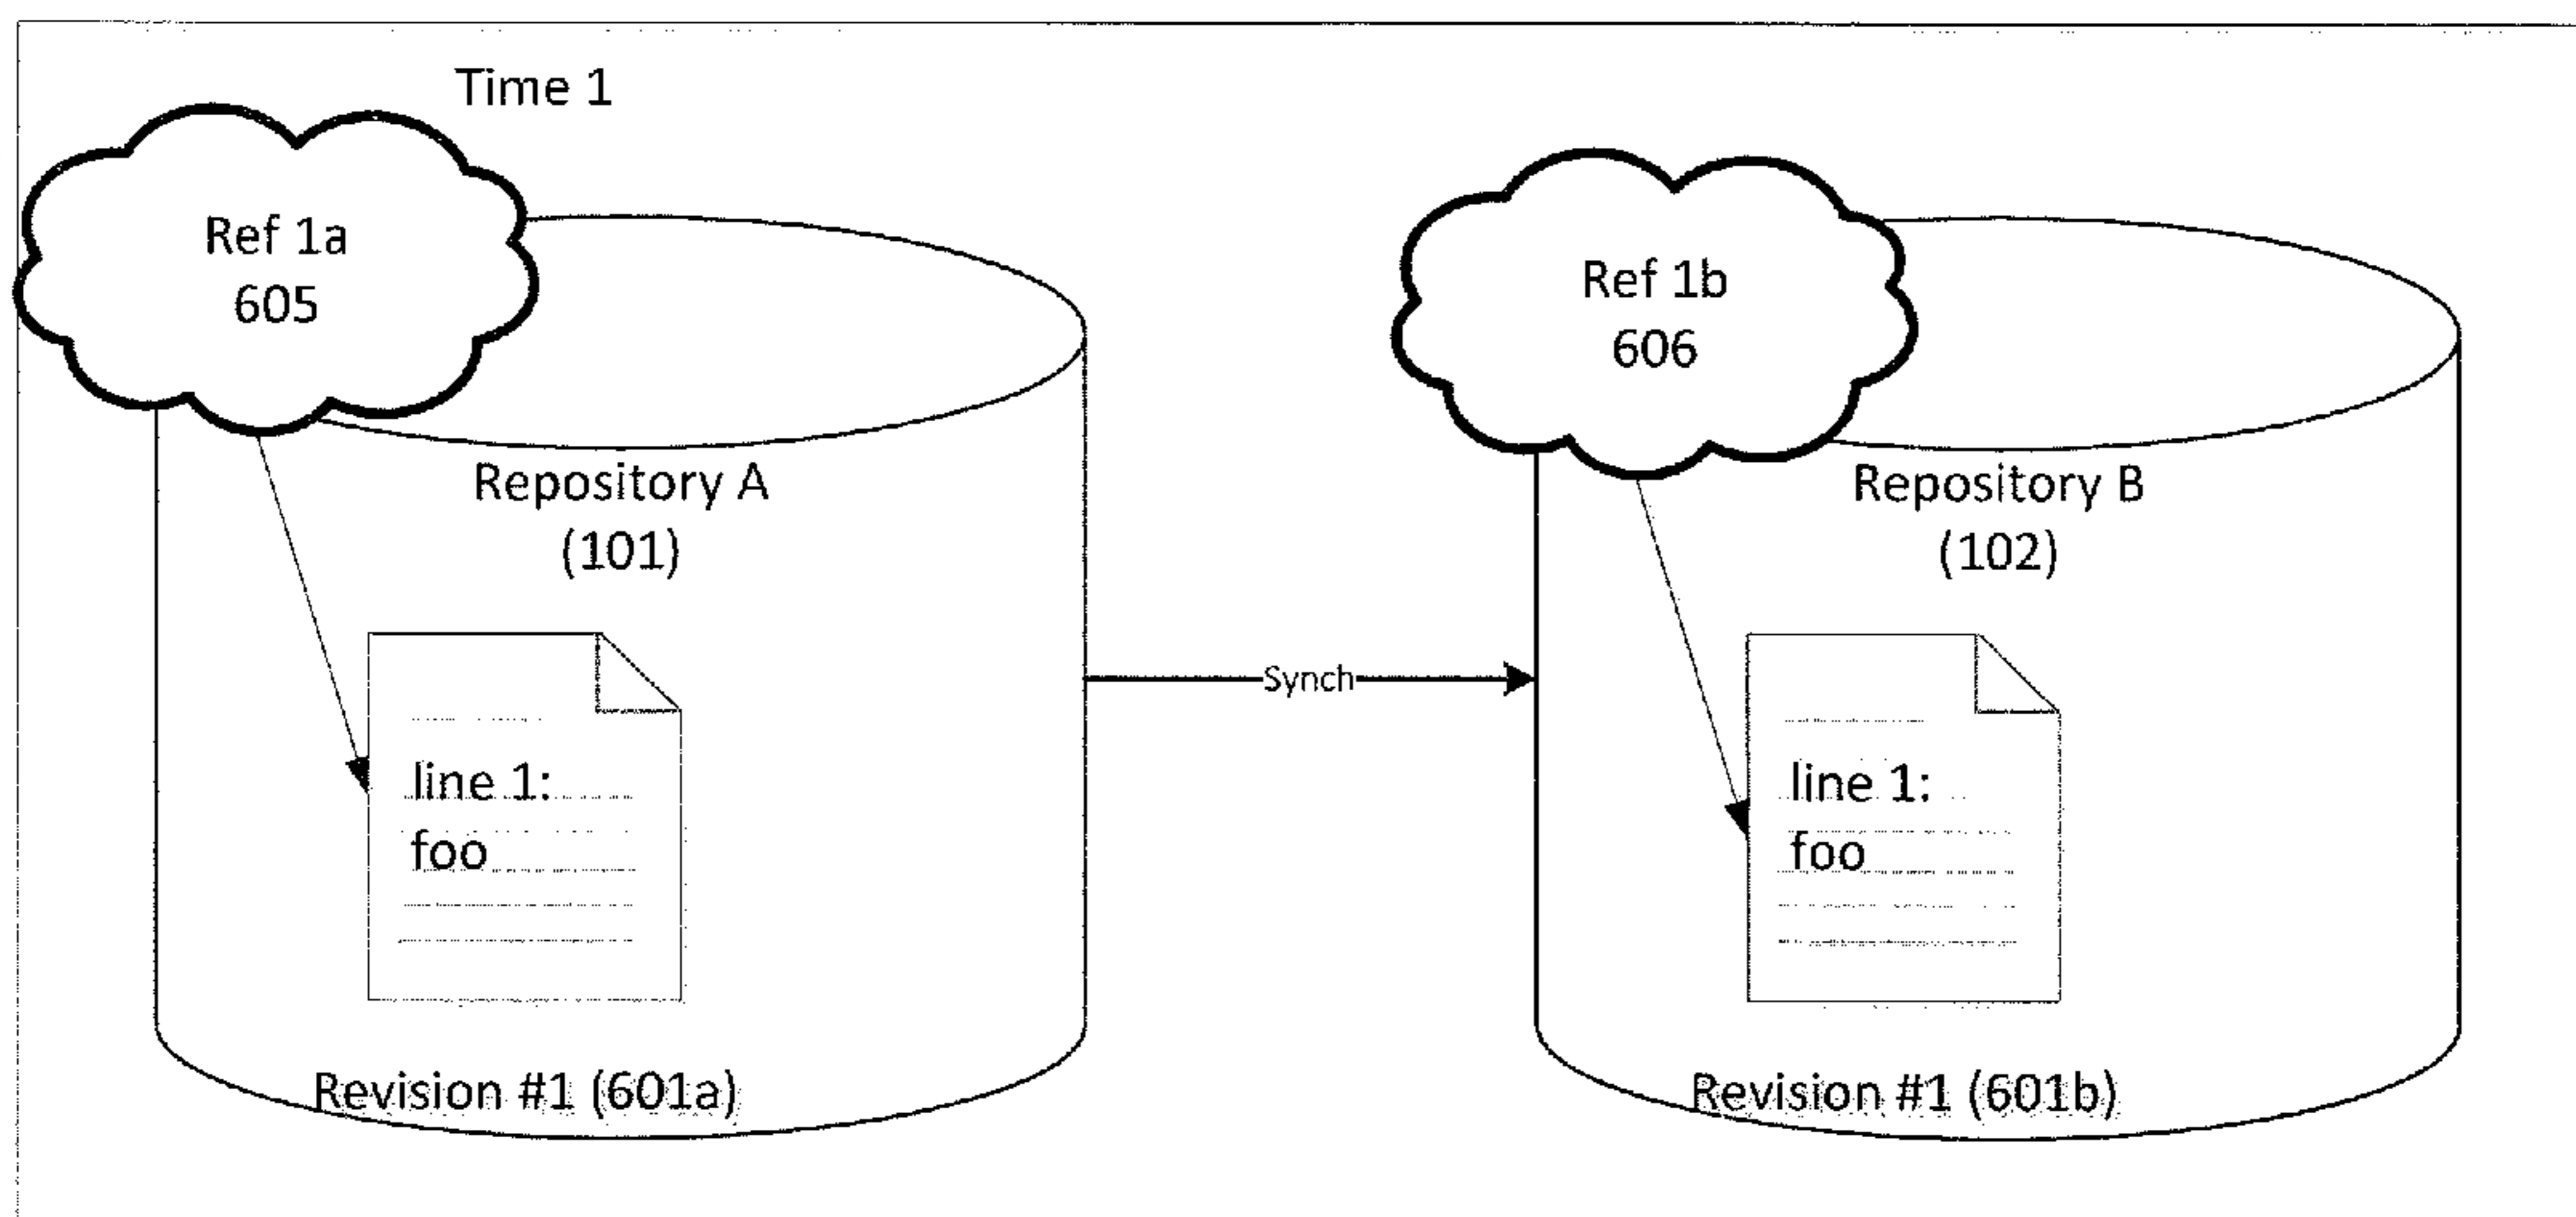 Time 1
Ref 1a
605
Repository A
(101)
line 1:
foo
Revision #1 (601a)
Synch
Ref 1b
606
Repository B
(102)
line 1:
foo
Revision #1 (601b)